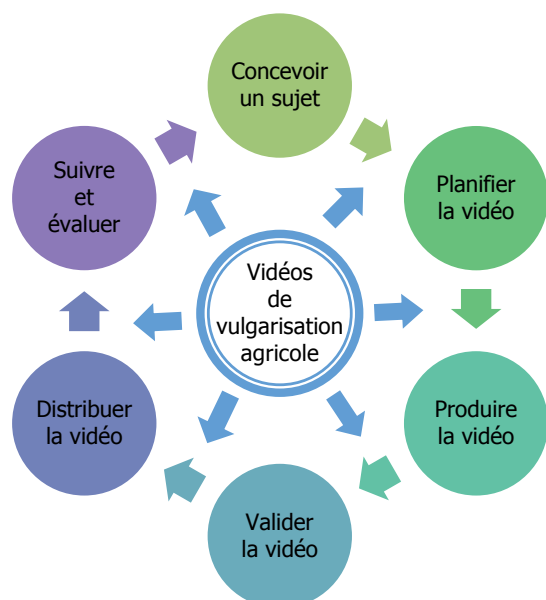 Concevoir
un sujet
Planifier
la vidéo
Produire
la vidéo
Valider
la vidéo
Distribuer
la vidéo
Suivre
et
évaluer
Vidéos
de
vulgarisation
agricole